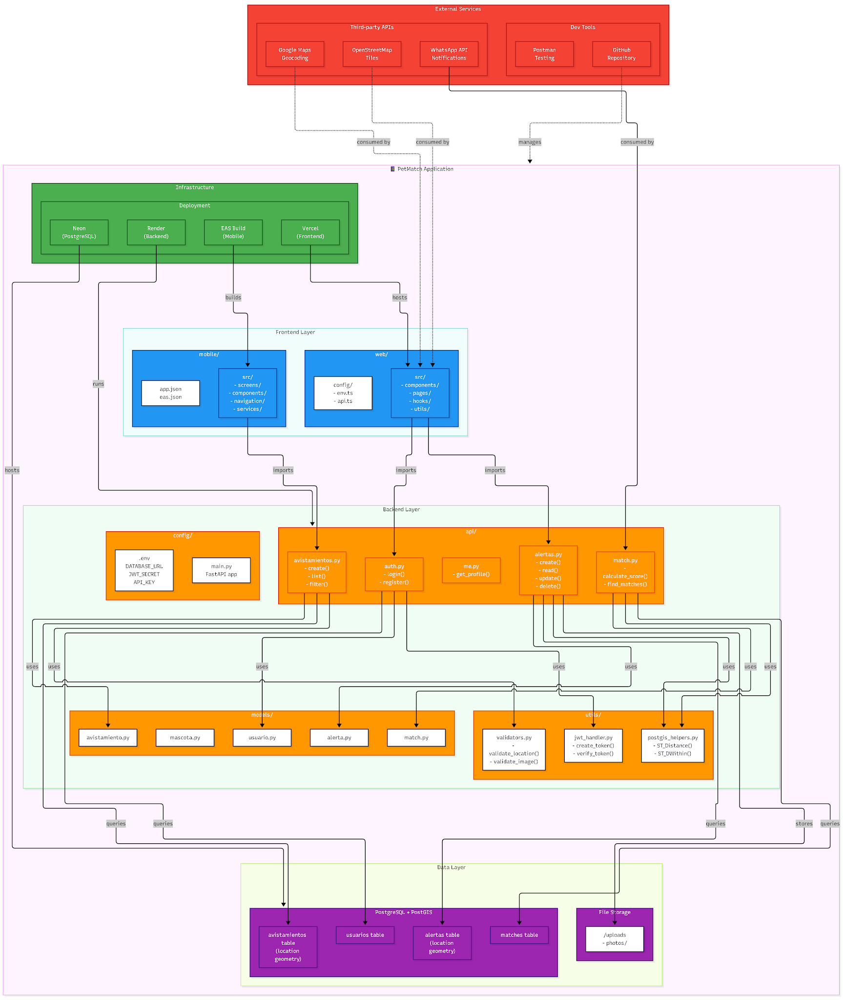 External Services
Third-party APIs
Dev Tools
Google Maps
Geocoding
OpenStreetMap
Tiles
WhatsApp API
Notifications
Postman
Testing
GitHub
Repository
consumed by
consumed by
manages
consumed by
PetMatch Application
Infrastructure
Deployment
Neon
(PostgreSQL)
Render
(Backend)
EAS Build
(Mobile)
Vercel
(Frontend)
builds
hosts
Frontend Layer
mobile/
web/
app.json
eas.json
src/
- screens/
- components/
- navigation/
- services/
config/
- env.ts
- api.ts
src/
- components/
- pages/
- hooks/
- utils/
runs
hosts
imports
imports
imports
Backend Layer
config/
api/
.env
DATABASE_URL
JWT_SECRET
API_KEY
main.py
FastAPI app
avistamientos.py
- create()
- list()
- filter()
auth.py
- login()
- register()
me.py
- get_profile()
alertas.py
- create()
- read()
- update()
- delete()
match.py
-
calculate_score()
- find_matches()
uses
uses
uses
uses
uses
uses
uses
uses
models/
utils/
avistamiento.py
mascota.py
usuario.py
alerta.py
match.py
validators.py
-
validate_location()
- validate_image()
jwt_handler.py
- create_token()
- verify_token()
postgis_helpers.py
- ST_Distance()
- ST_DWithin()
queries
queries
queries
stores
queries
Data Layer
PostgreSQL + PostGIS
File Storage
avistamientos
table
(location
geometry)
usuarios table
alertas table
(location
geometry)
matches table
/uploads
- photos/